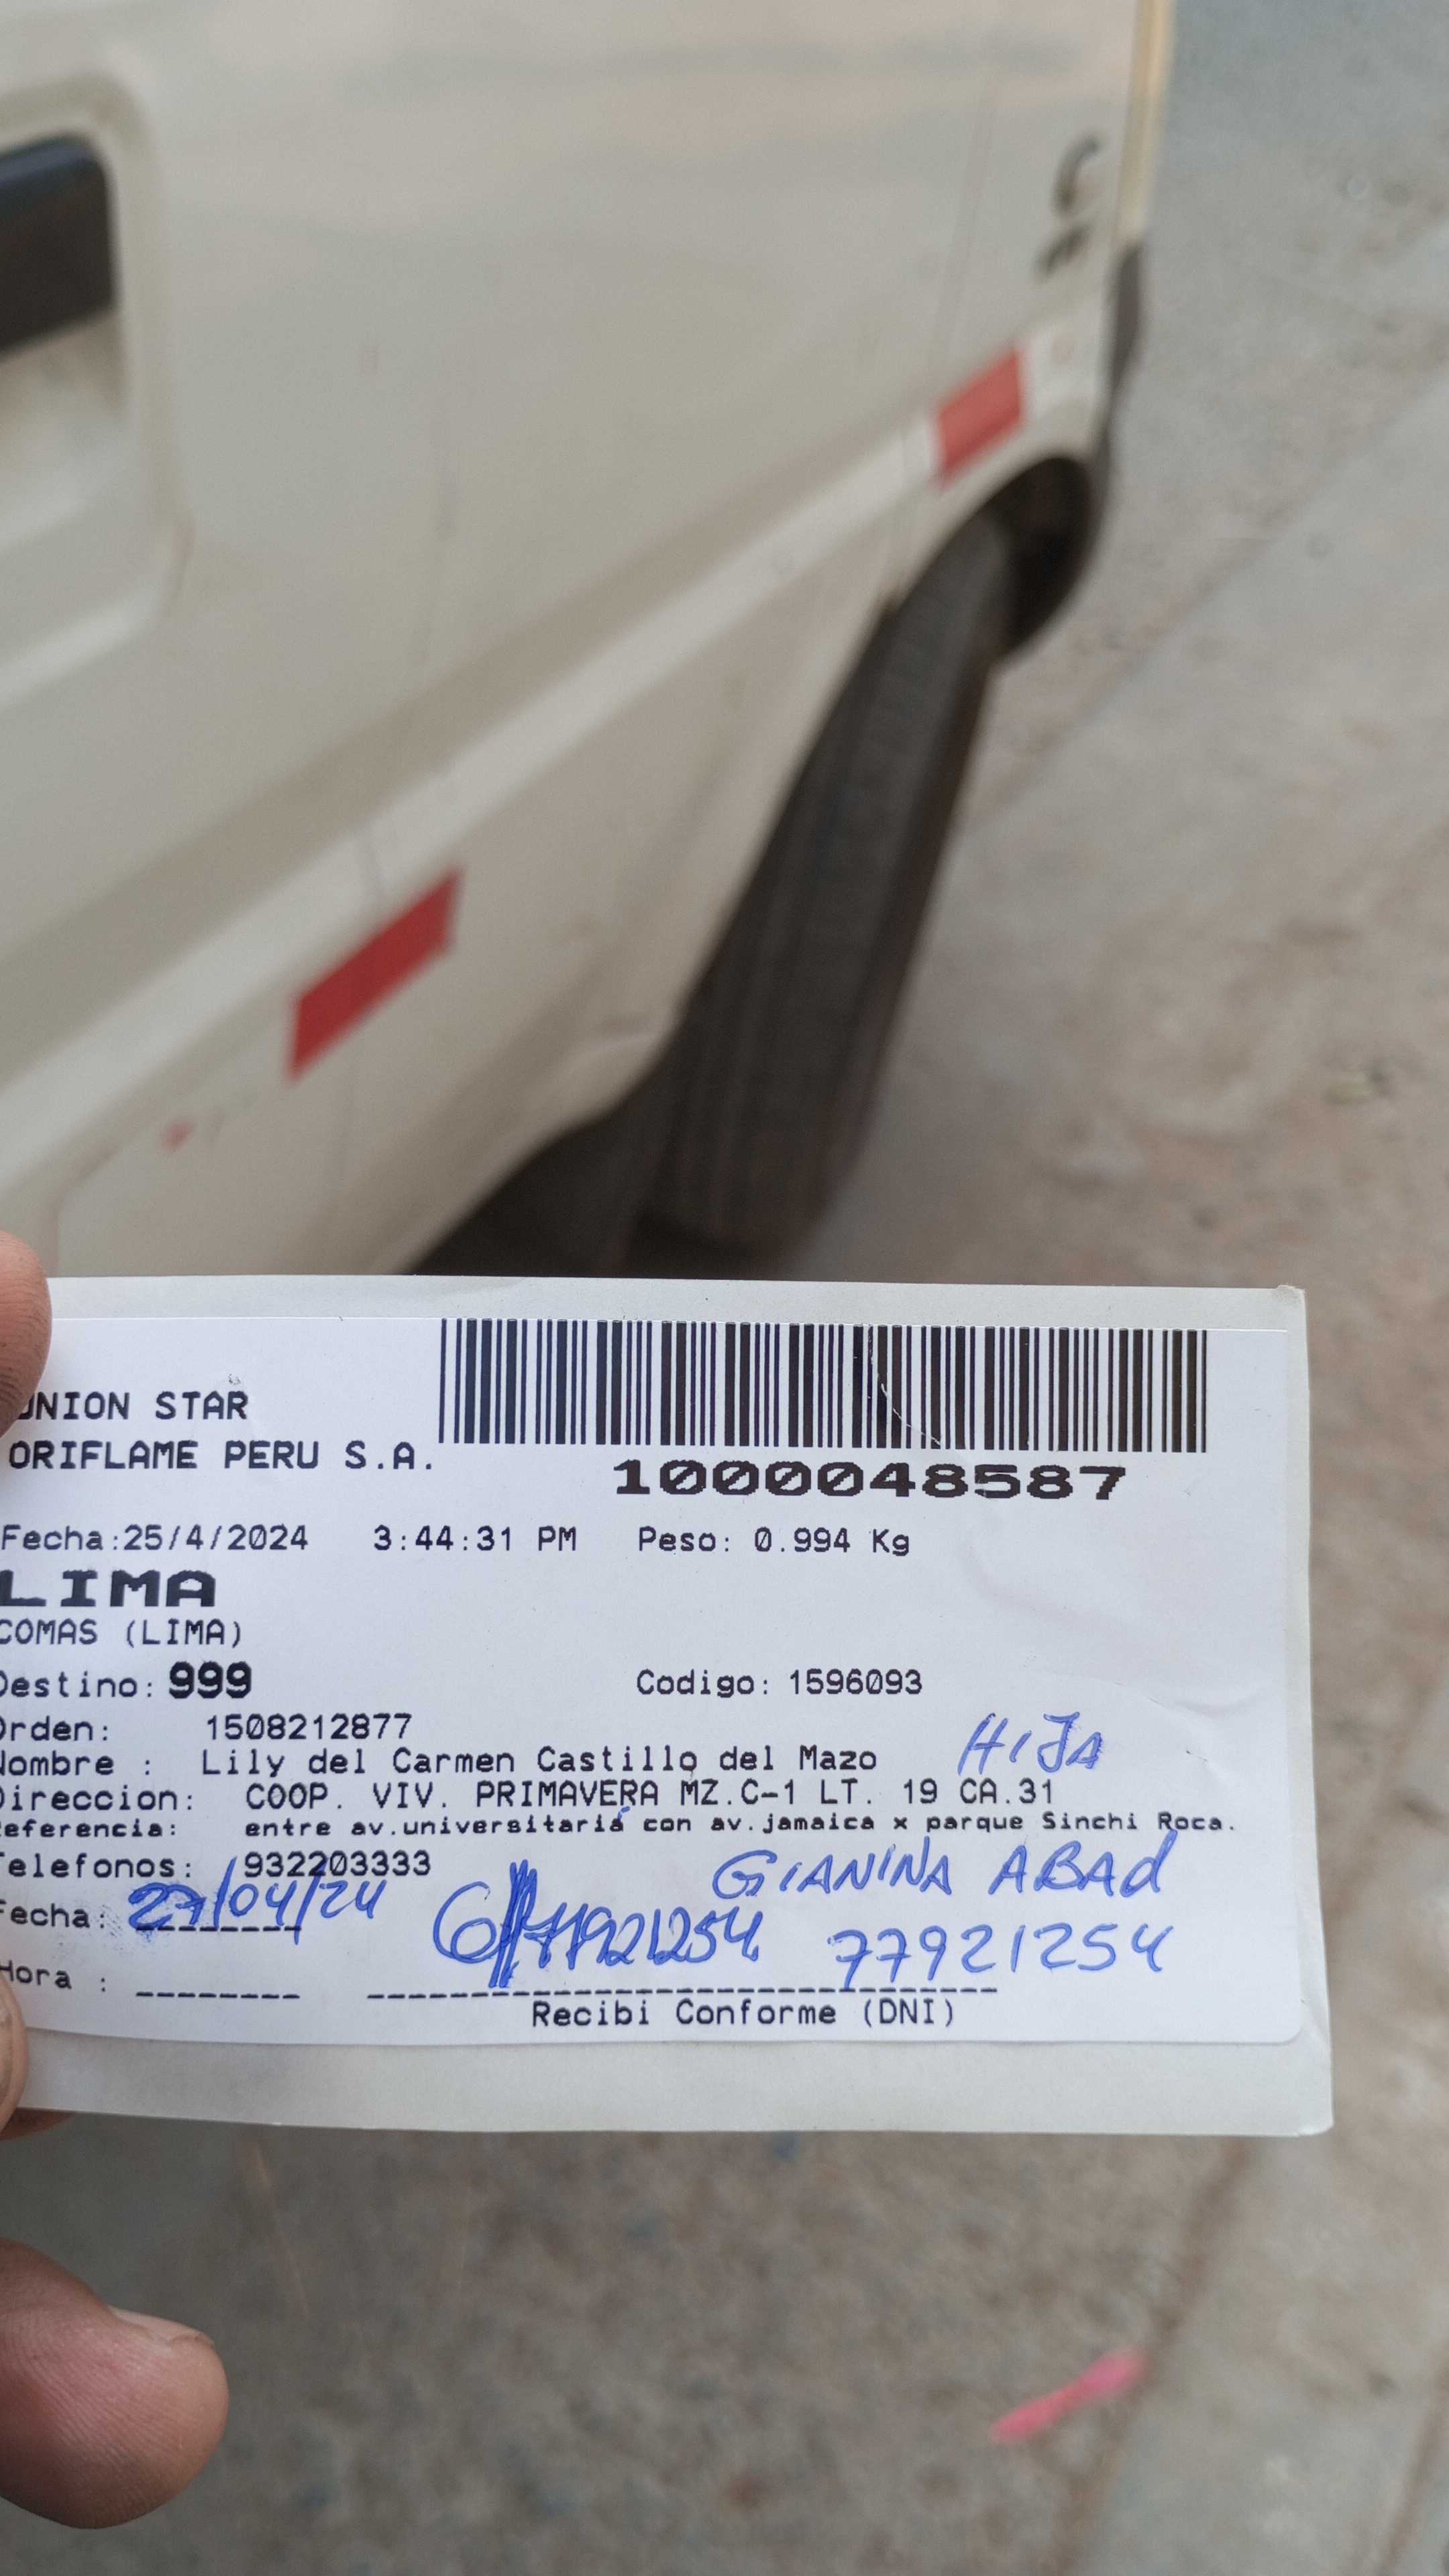 UNION STAR
ORIFLAME PERU S.A.
1000048587
Fecha:25/4/2024 3:44:31 PM Peso: 0.994 Kg
LIMA
COMAS (LIMA)
Destino: 999 Codigo: 1596093
Orden: 1508212877
HIJA
Nombre : Lily del Carmen Castillo del Mazo
Direccion: COOP. VIV. PRIMAVERA MZ.C-1 LT. 19 CA.31
Referencia: entre av.universitaria con av.jamaica x parque Sinchi Roca.
Telefonos: 932203333
GIANINA ABAd
Fecha: 27/04/24
77921254 77921254
Hora :
Recibi Conforme (DNI)